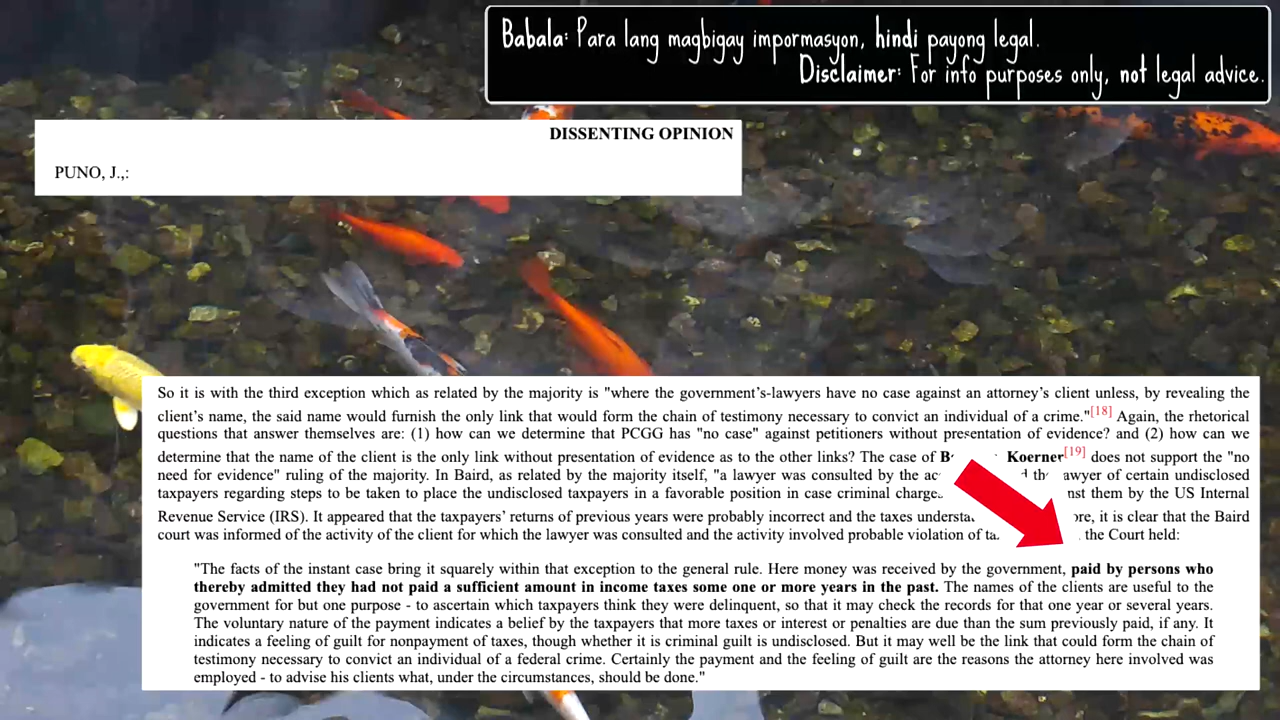 Babala: Para lang magbigay impormasyon, hindi payong legal.
Disclaimer: For info purposes only, not legal advice.
DISSENTING OPINION
PUNO, J.,:
So it is with the third exception which as related by the majority is "where the government's-lawyers have no case against an attorney's client unless, by revealing the
client's name, the said name would furnish the only link that would form the chain of testimony necessary to convict an individual of a crime."[18] Again, the rhetorical
questions that answer themselves are: (1) how can we determine that PCGG has "no case" against petitioners without presentation of evidence? and (2) how can we
determine that the name of the client is the only link without presentation of evidence as to the other links? The case of Koerner[19] does not support the "no
need for evidence" ruling of the majority. In Baird, as related by the majority itself, "a lawyer was consulted by the lawyer of certain undisclosed
taxpayers regarding steps to be taken to place the undisclosed taxpayers in a favorable position in case criminal them by the US Internal
Revenue Service (IRS). It appeared that the taxpayers' returns of previous years were probably incorrect and the taxes it is clear that the Baird
court was informed of the activity of the client for which the lawyer was consulted and the activity involved probable violation of the Court held:
"The facts of the instant case bring it squarely within that exception to the general rule. Here money was received by the government, paid by persons who
thereby admitted they had not paid a sufficient amount in income taxes some one or more years in the past. The names of the clients are useful to the
government for but one purpose - to ascertain which taxpayers think they were delinquent, so that it may check the records for that one year or several years.
The voluntary nature of the payment indicates a belief by the taxpayers that more taxes or interest or penalties are due than the sum previously paid, if any. It
indicates a feeling of guilt for nonpayment of taxes, though whether it is criminal guilt is undisclosed. But it may well be the link that could form the chain of
testimony necessary to convict an individual of a federal crime. Certainly the payment and the feeling of guilt are the reasons the attorney here involved was
employed - to advise his clients what, under the circumstances, should be done."